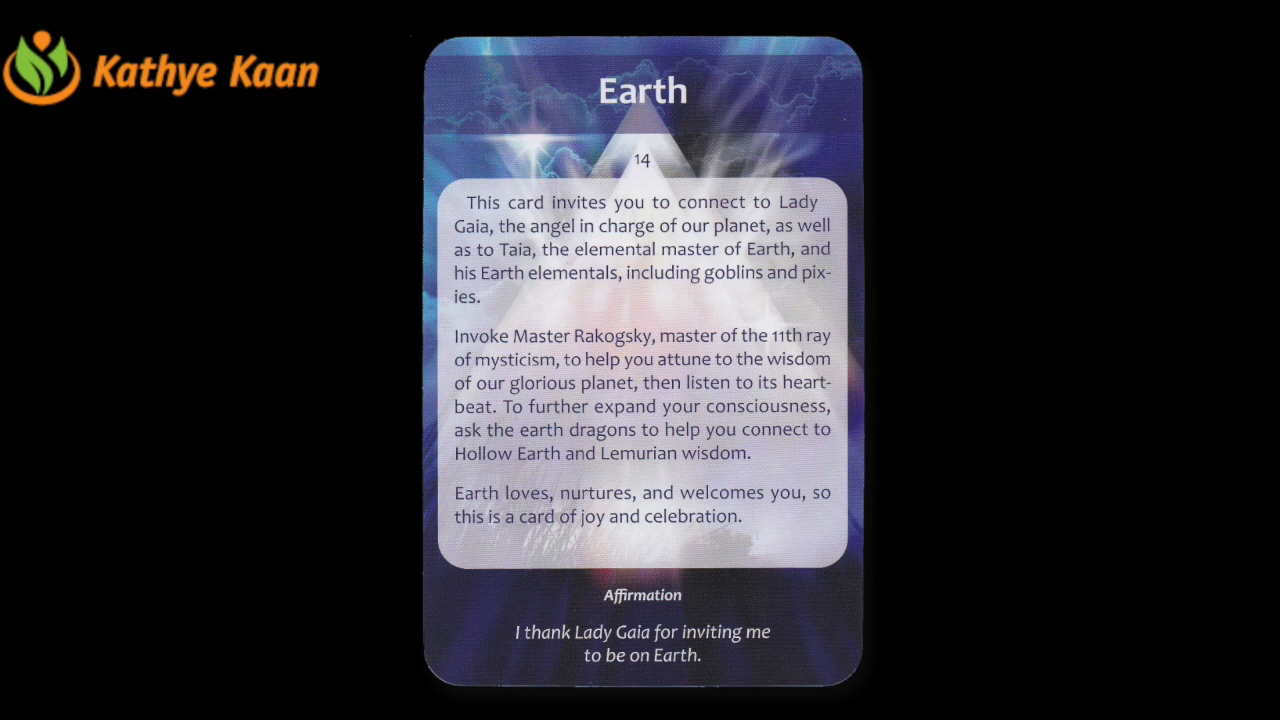 Kathye Kaan
Earth
14
This card invites you to connect to Lady
Gaia, the angel in charge of our planet, as well
as to Taia, the elemental master of Earth, and
his Earth elementals, including goblins and pix-
ies.
Invoke Master Rakogsky, master of the 11th ray
of mysticism, to help you attune to the wisdom
of our glorious planet, then listen to its heart-
beat. To further expand your consciousness,
ask the earth dragons to help you connect to
Hollow Earth and Lemurian wisdom.
Earth loves, nurtures, and welcomes you, so
this is a card of joy and celebration.
Affirmation
I thank Lady Gaia for inviting me
to be on Earth.